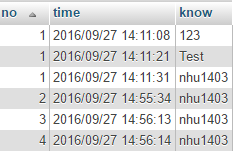 no time know
1 2016/09/27 14:11:08 123
1 2016/09/27 14:11:21 Test
1 2016/09/27 14:11:31 nhu1403
2 2016/09/27 14:55:34 nhu1403
3 2016/09/27 14:56:13 nhu1403
4 2016/09/27 14:56:14 nhu1403